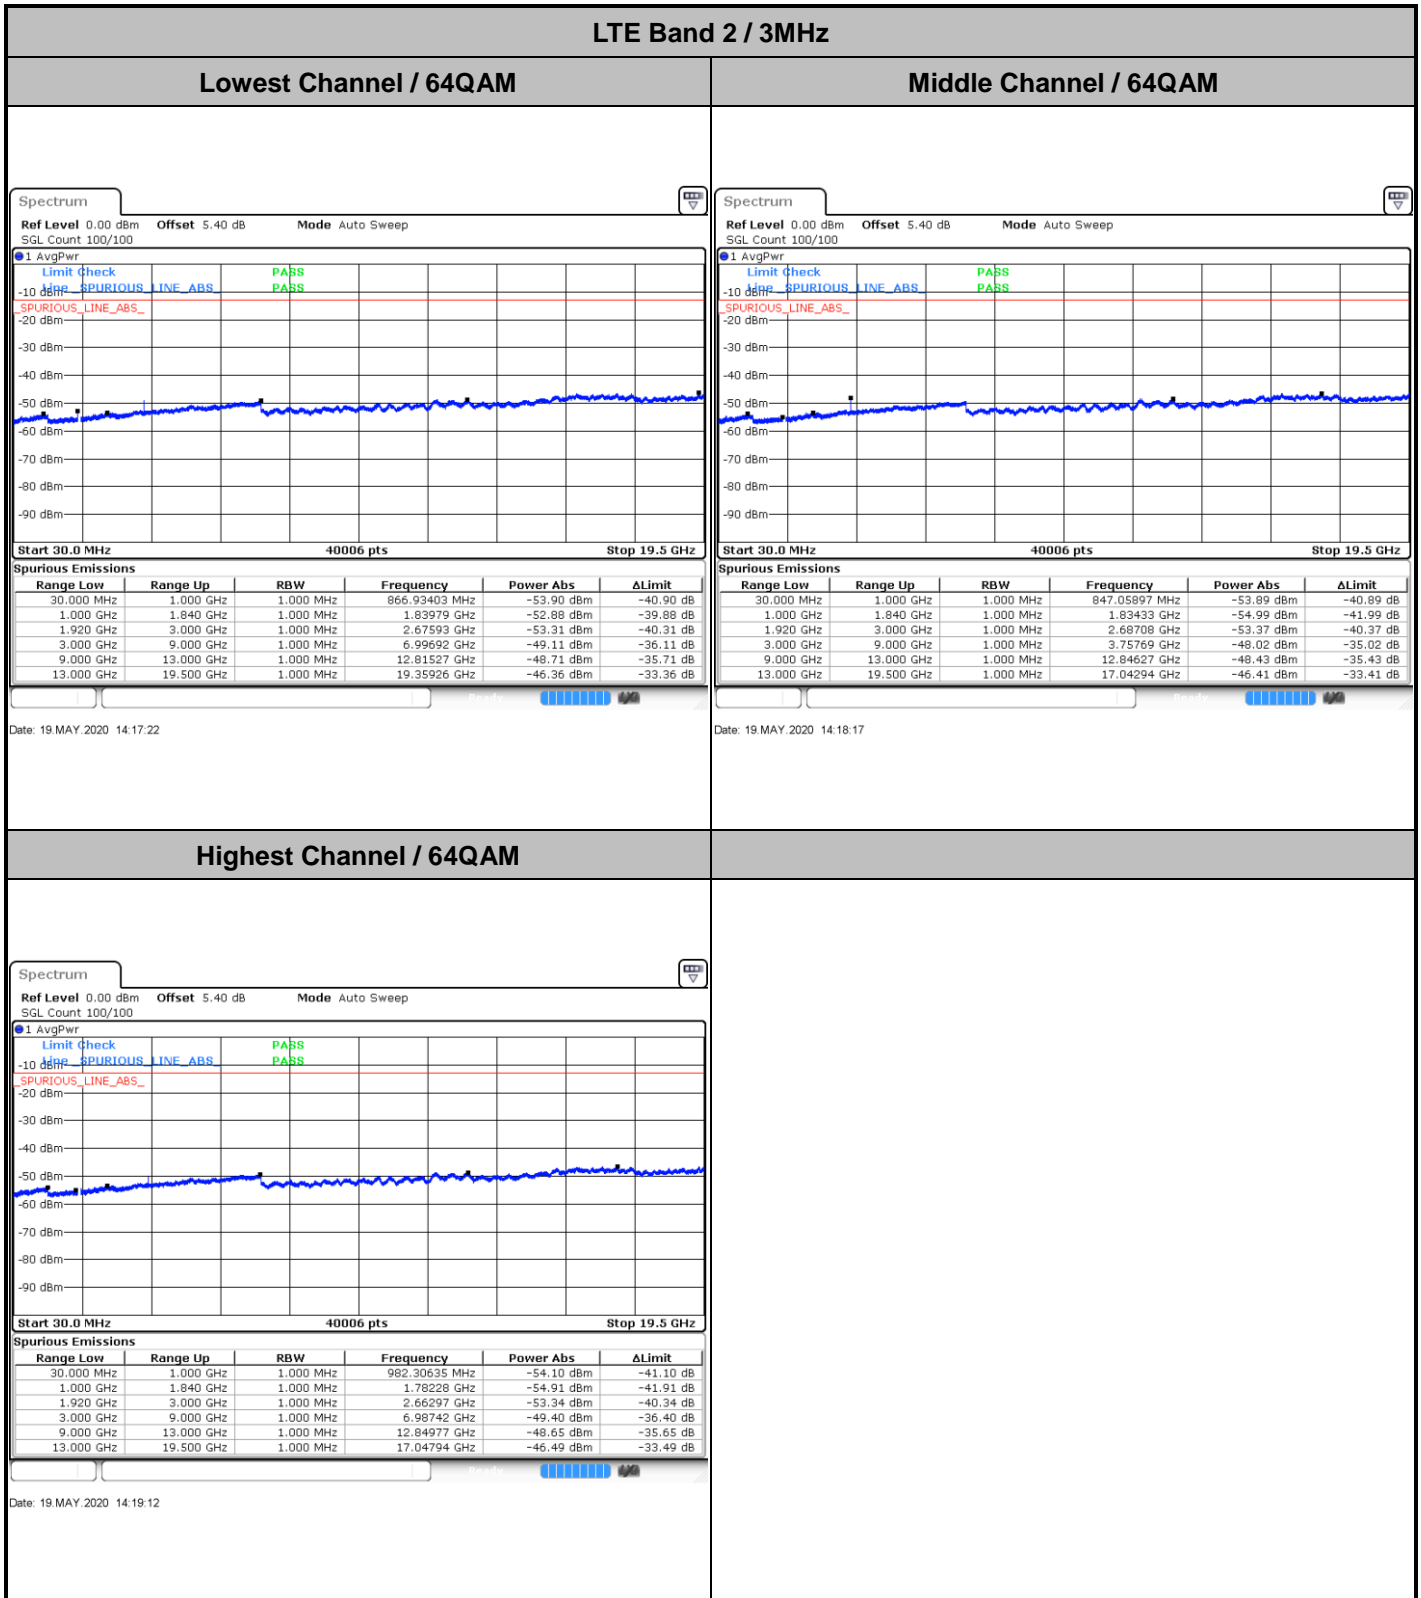 LTE Band 2 / 3MHz
Lowest Channel / 64QAM
Middle Channel / 64QAM
Spectrum
Ref Level 0.00 dBm Offset 5.40 dB Mode Auto Sweep
SGL Count 100/100
1 AvgPwr
Limit Check PASS
Line _SPURIOUS_LINE_ABS_ PASS
-10 dBm
_SPURIOUS_LINE_ABS_
-20 dBm
-30 dBm
-40 dBm
-50 dBm
-60 dBm
-70 dBm
-80 dBm
-90 dBm
Start 30.0 MHz 40006 pts Stop 19.5 GHz
Spurious Emissions
Range Low Range Up RBW Frequency Power Abs ΔLimit
30.000 MHz 1.000 GHz 1.000 MHz 866.93403 MHz -53.90 dBm -40.90 dB
1.000 GHz 1.840 GHz 1.000 MHz 1.83979 GHz -52.88 dBm -39.88 dB
1.920 GHz 3.000 GHz 1.000 MHz 2.67593 GHz -53.31 dBm -40.31 dB
3.000 GHz 9.000 GHz 1.000 MHz 6.99692 GHz -49.11 dBm -36.11 dB
9.000 GHz 13.000 GHz 1.000 MHz 12.81527 GHz -48.71 dBm -35.71 dB
13.000 GHz 19.500 GHz 1.000 MHz 19.35926 GHz -46.36 dBm -33.36 dB
Ready
Date: 19.MAY.2020 14:17:22
Spectrum
Ref Level 0.00 dBm Offset 5.40 dB Mode Auto Sweep
SGL Count 100/100
1 AvgPwr
Limit Check PASS
Line _SPURIOUS_LINE_ABS_ PASS
-10 dBm
_SPURIOUS_LINE_ABS_
-20 dBm
-30 dBm
-40 dBm
-50 dBm
-60 dBm
-70 dBm
-80 dBm
-90 dBm
Start 30.0 MHz 40006 pts Stop 19.5 GHz
Spurious Emissions
Range Low Range Up RBW Frequency Power Abs ΔLimit
30.000 MHz 1.000 GHz 1.000 MHz 847.05897 MHz -53.89 dBm -40.89 dB
1.000 GHz 1.840 GHz 1.000 MHz 1.83433 GHz -54.99 dBm -41.99 dB
1.920 GHz 3.000 GHz 1.000 MHz 2.68708 GHz -53.37 dBm -40.37 dB
3.000 GHz 9.000 GHz 1.000 MHz 3.75769 GHz -48.02 dBm -35.02 dB
9.000 GHz 13.000 GHz 1.000 MHz 12.84627 GHz -48.43 dBm -35.43 dB
13.000 GHz 19.500 GHz 1.000 MHz 17.04294 GHz -46.41 dBm -33.41 dB
Ready
Date: 19.MAY.2020 14:18:17
Highest Channel / 64QAM
Spectrum
Ref Level 0.00 dBm Offset 5.40 dB Mode Auto Sweep
SGL Count 100/100
1 AvgPwr
Limit Check PASS
Line _SPURIOUS_LINE_ABS_ PASS
-10 dBm
_SPURIOUS_LINE_ABS_
-20 dBm
-30 dBm
-40 dBm
-50 dBm
-60 dBm
-70 dBm
-80 dBm
-90 dBm
Start 30.0 MHz 40006 pts Stop 19.5 GHz
Spurious Emissions
Range Low Range Up RBW Frequency Power Abs ΔLimit
30.000 MHz 1.000 GHz 1.000 MHz 982.30635 MHz -54.10 dBm -41.10 dB
1.000 GHz 1.840 GHz 1.000 MHz 1.78228 GHz -54.91 dBm -41.91 dB
1.920 GHz 3.000 GHz 1.000 MHz 2.66297 GHz -53.34 dBm -40.34 dB
3.000 GHz 9.000 GHz 1.000 MHz 6.98742 GHz -49.40 dBm -36.40 dB
9.000 GHz 13.000 GHz 1.000 MHz 12.84977 GHz -48.65 dBm -35.65 dB
13.000 GHz 19.500 GHz 1.000 MHz 17.04794 GHz -46.49 dBm -33.49 dB
Ready
Date: 19.MAY.2020 14:19:12